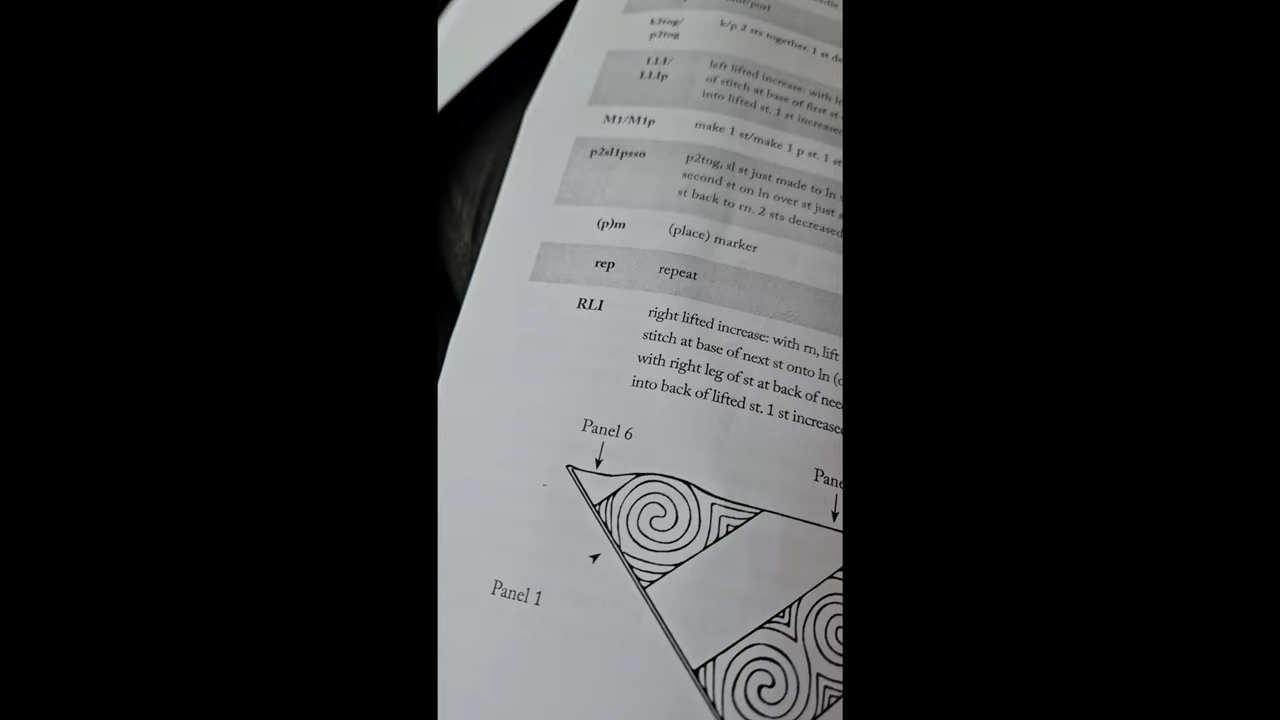 k2tog/
p2tog
k/p 2 sts together. 1 st
LLI/
LLIp
left lifted increase: with
of stitch at base of first st
into lifted st. 1 st increased
M1/M1p
make 1 st/make 1 p st. 1 st
p2sl1psso
p2tog, sl st just made to ln
second st on ln over st just
st back to rn. 2 sts decreased
(p)m
(place) marker
rep
repeat
RLI
right lifted increase: with rn, lift
stitch at base of next st onto ln
with right leg of st at back of
into back of lifted st. 1 st increased
Panel 6
Panel 1